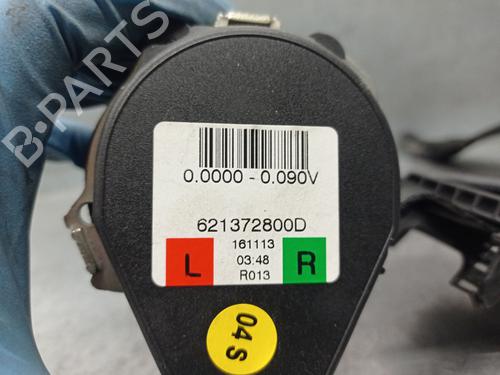 B-PARTS
0.0000 - 0.090V
621372800D
161113
L 03:48 R
R013
04S